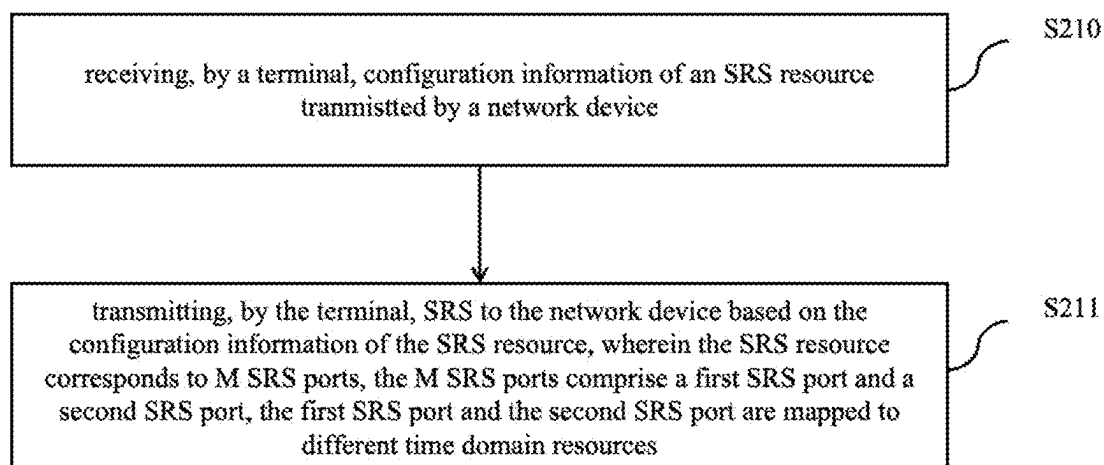 S210
receiving, by a terminal, configuration information of an SRS resource
tranmistted by a network device
S211
transmitting, by the terminal, SRS to the network device based on the
configuration information of the SRS resource, wherein the SRS resource
corresponds to M SRS ports, the M SRS ports comprise a first SRS port and a
second SRS port, the first SRS port and the second SRS port are mapped to
different time domain resources